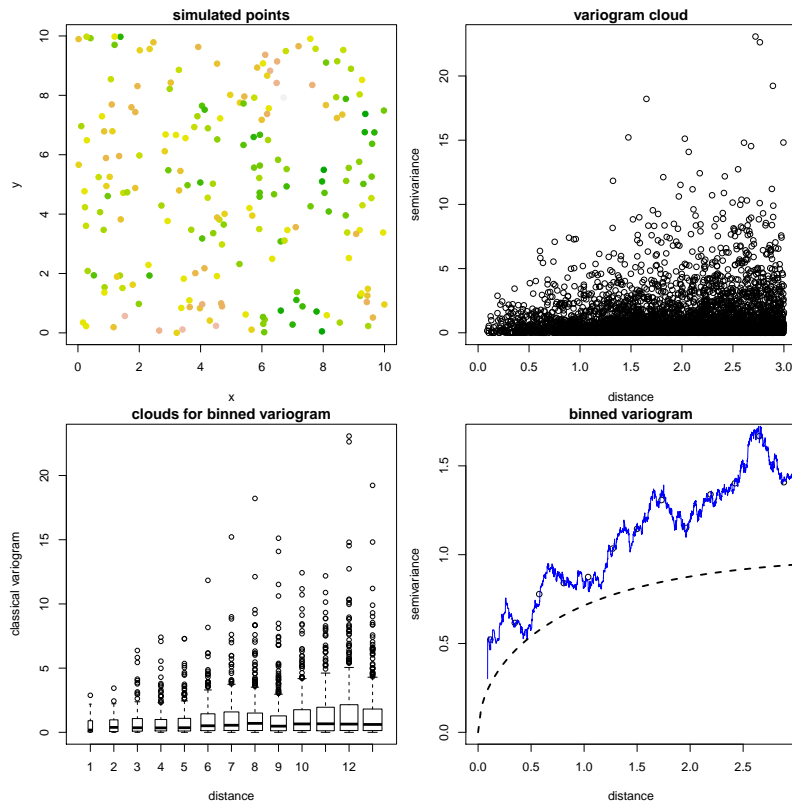 simulated points
10
8
6
4
2
0
y
0 2 4 6 8 10
x
variogram cloud
20
15
10
5
0
semivariance
0.0 0.5 1.0 1.5 2.0 2.5 3.0
distance
clouds for binned variogram
20
15
10
5
0
classical variogram
1 2 3 4 5 6 7 8 9 10 12
distance
binned variogram
1.5
1.0
0.5
0.0
semivariance
0.0 0.5 1.0 1.5 2.0 2.5
distance